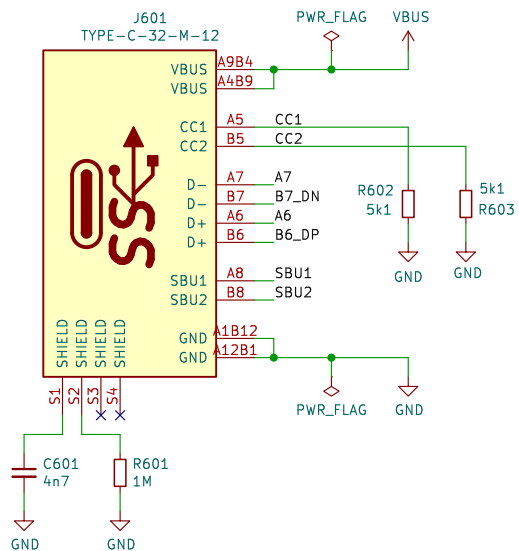 J601
TYPE-C-32-M-12
PWR_FLAG
VBUS
VBUS
A9B4
VBUS
A4B9
CC1
A5
CC1
CC2
B5
CC2
D-
A7
A7
D-
B7
B7_DN
D+
A6
A6
D+
B6
B6_DP
SS
SBU1
A8
SBU1
SBU2
B8
SBU2
GND
A1B12
GND
A12B1
R602
5k1
GND
5k1
R603
GND
SHIELD
SHIELD
SHIELD
SHIELD
S1
S2
S3
S4
PWR_FLAG
GND
C601
4n7
R601
1M
GND
GND